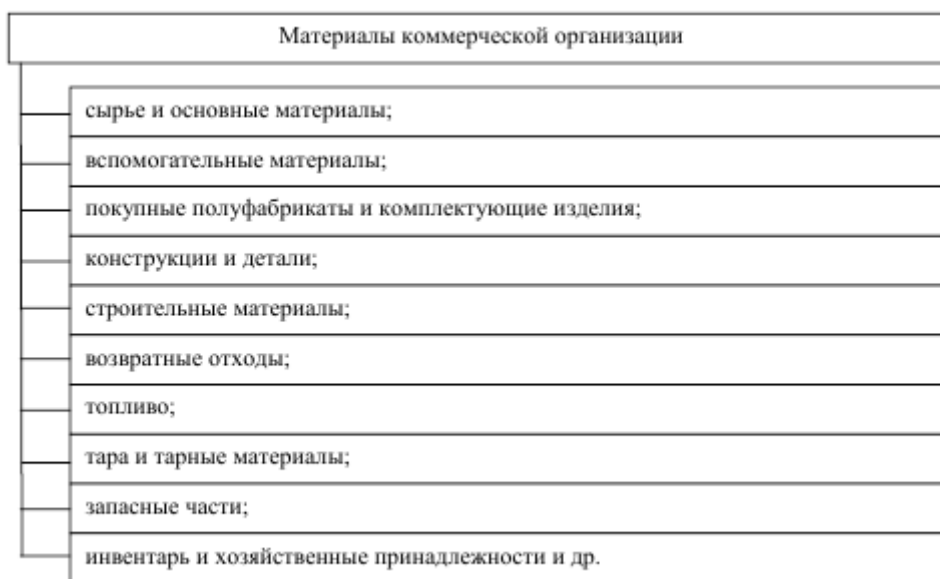 Материалы коммерческой организации
сырье и основные материалы;
вспомогательные материалы;
покупные полуфабрикаты и комплектующие изделия;
конструкции и детали;
строительные материалы;
возвратные отходы;
топливо;
тара и тарные материалы;
запасные части;
инвентарь и хозяйственные принадлежности и др.